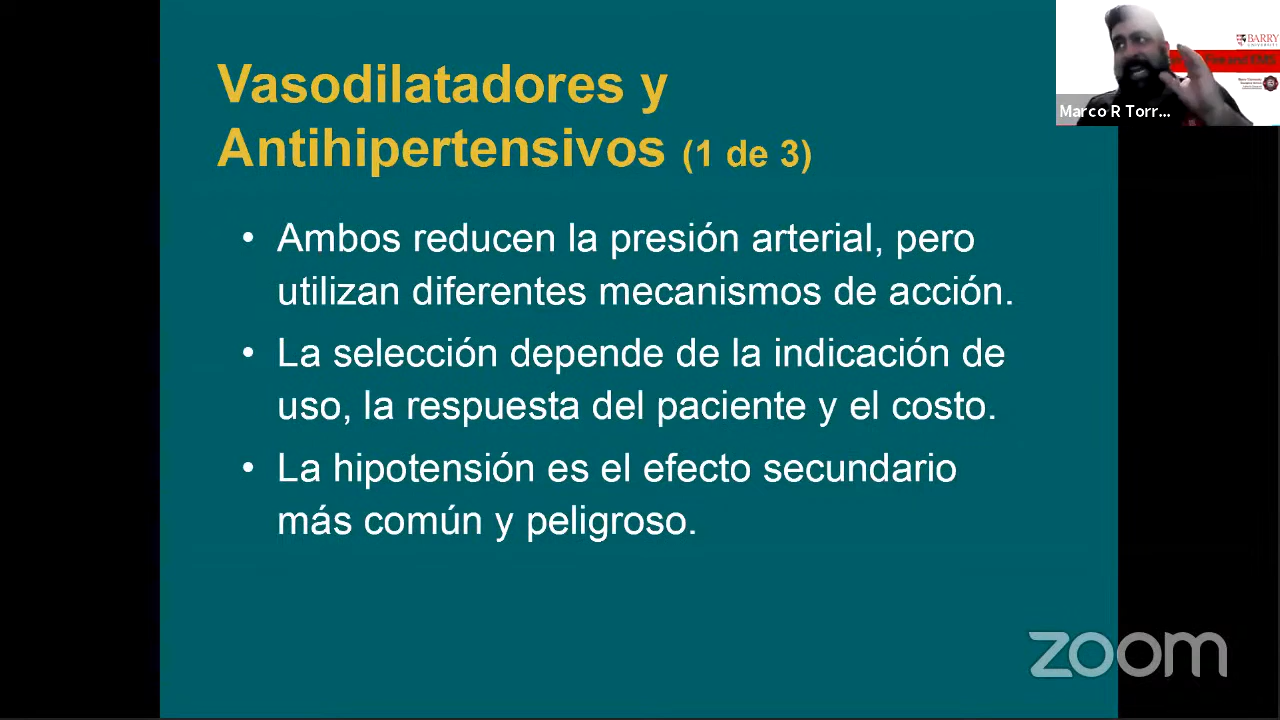 Vasodilatadores y
Antihipertensivos (1 de 3)
• Ambos reducen la presión arterial, pero
utilizan diferentes mecanismos de acción.
• La selección depende de la indicación de
uso, la respuesta del paciente y el costo.
• La hipotensión es el efecto secundario
más común y peligroso.
BARRY
and EMS
Marco R Torr...
zoom